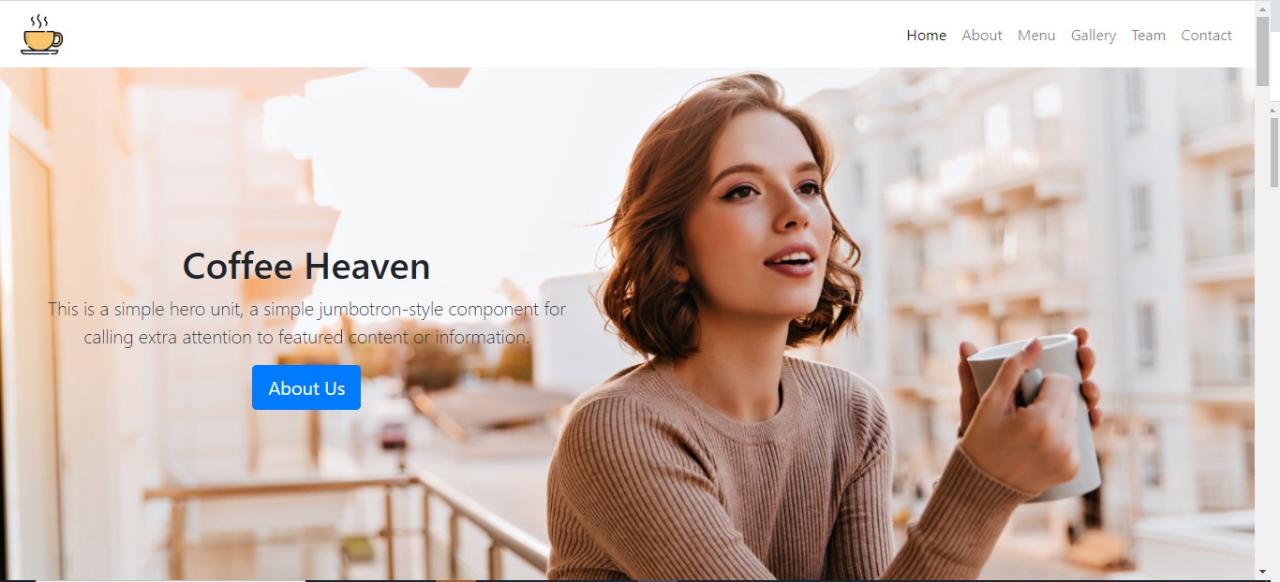 Home About Menu Gallery Team Contact
Coffee Heaven
This is a simple hero unit, a simple jumbotron-style component for
calling extra attention to featured content or information.
About Us